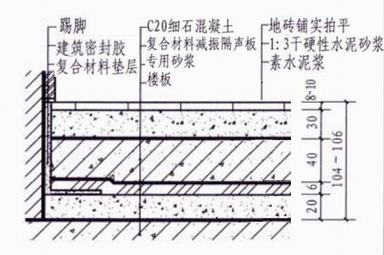 踢脚
建筑密封胶
复合材料垫层
C20细石混凝土
复合材料减振隔声板
专用砂浆
楼板
地砖铺实拍平
1:3干硬性水泥砂浆
素水泥浆
8-10
30
40
6
20
104~106